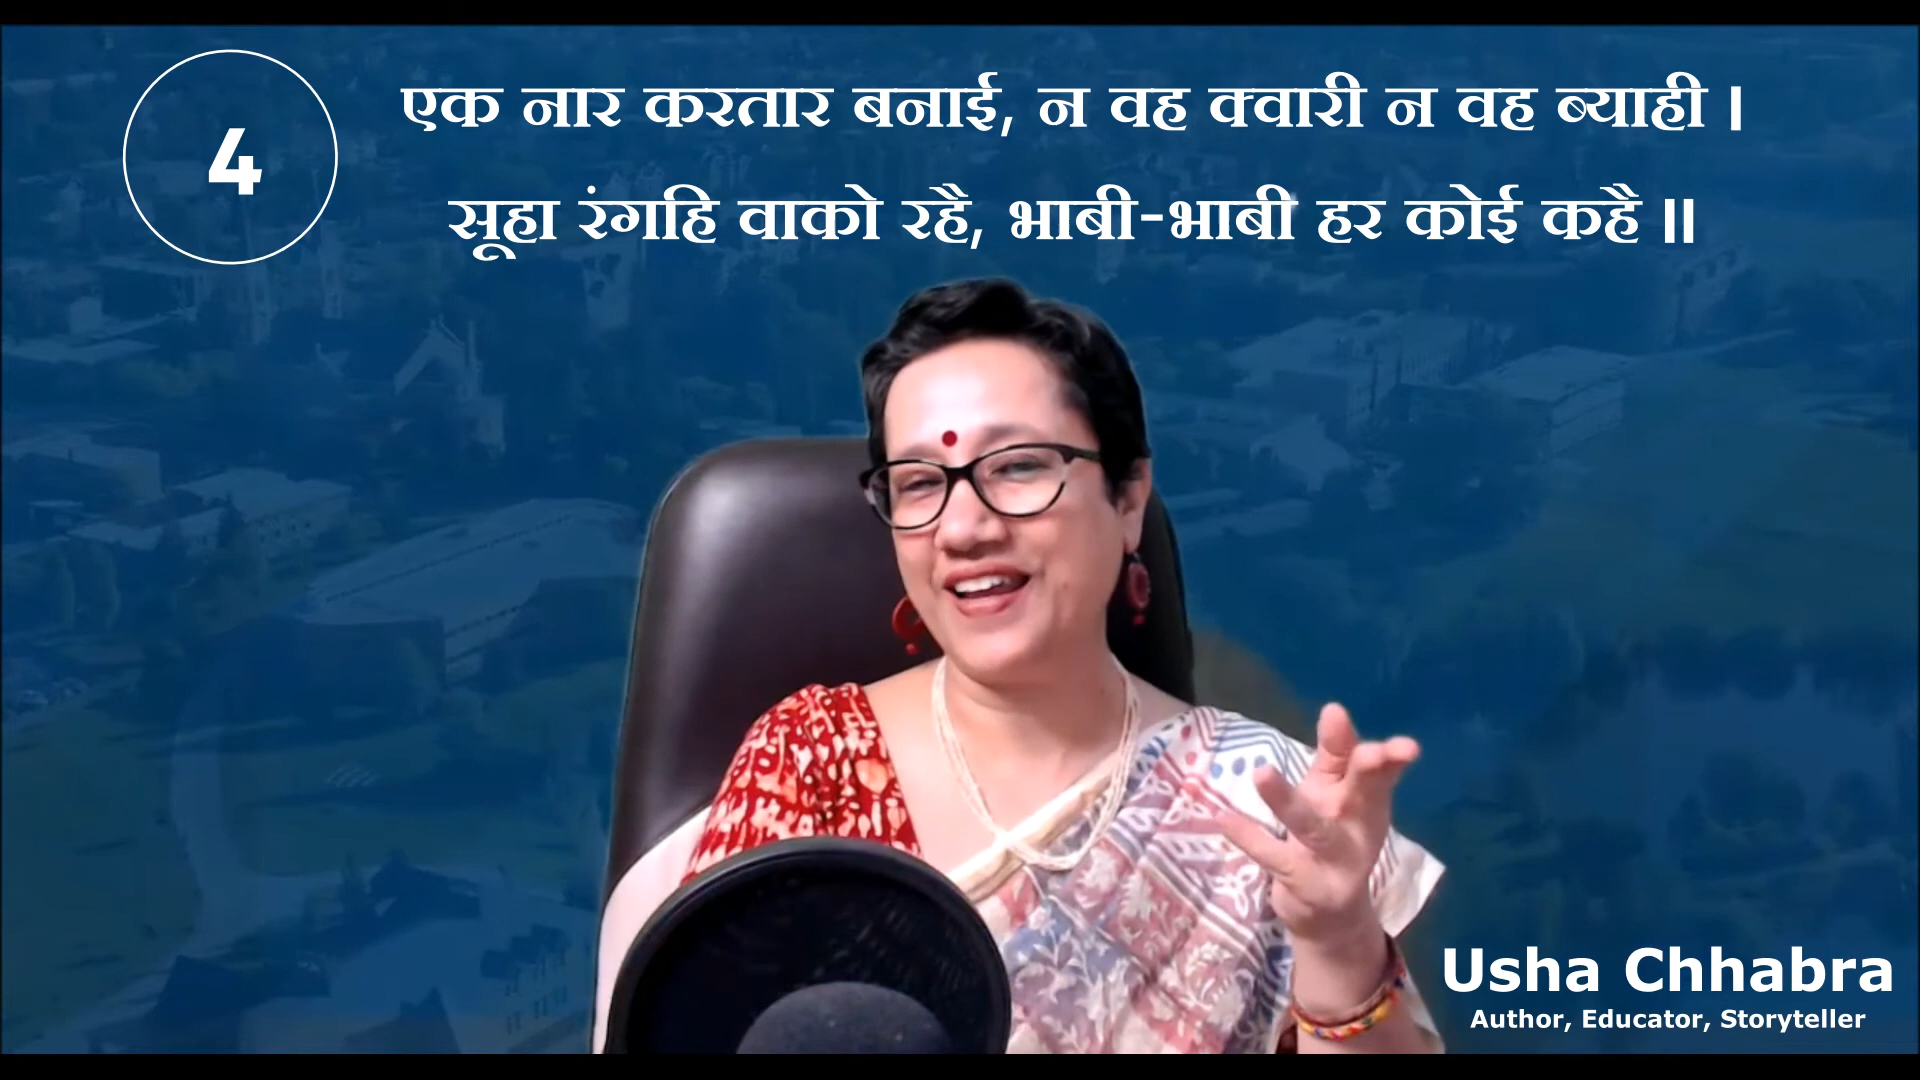 4
एक नार करतार बनाई, न वह क्वारी न वह ब्याही ।
सूहा रंगहि वाको रहै, भाबी-भाबी हर कोई कहै ॥
Usha Chhabra
Author, Educator, Storyteller